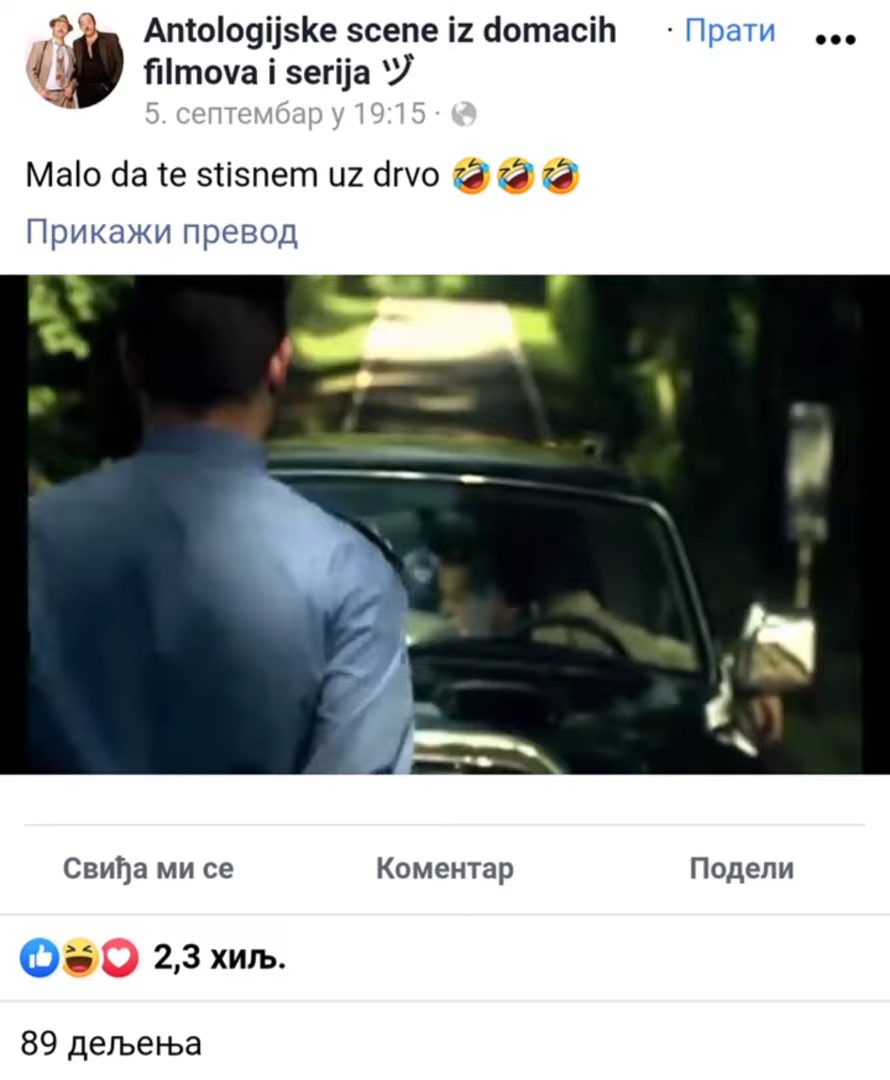 Antologijske scene iz domacih
filmova i serija ヅ
· Прати
5. септембар у 19:15 ·
Malo da te stisnem uz drvo 🤣🤣🤣
Прикажи превод
Свиђа ми се
Коментар
Подели
2,3 хиљ.
89 дељења